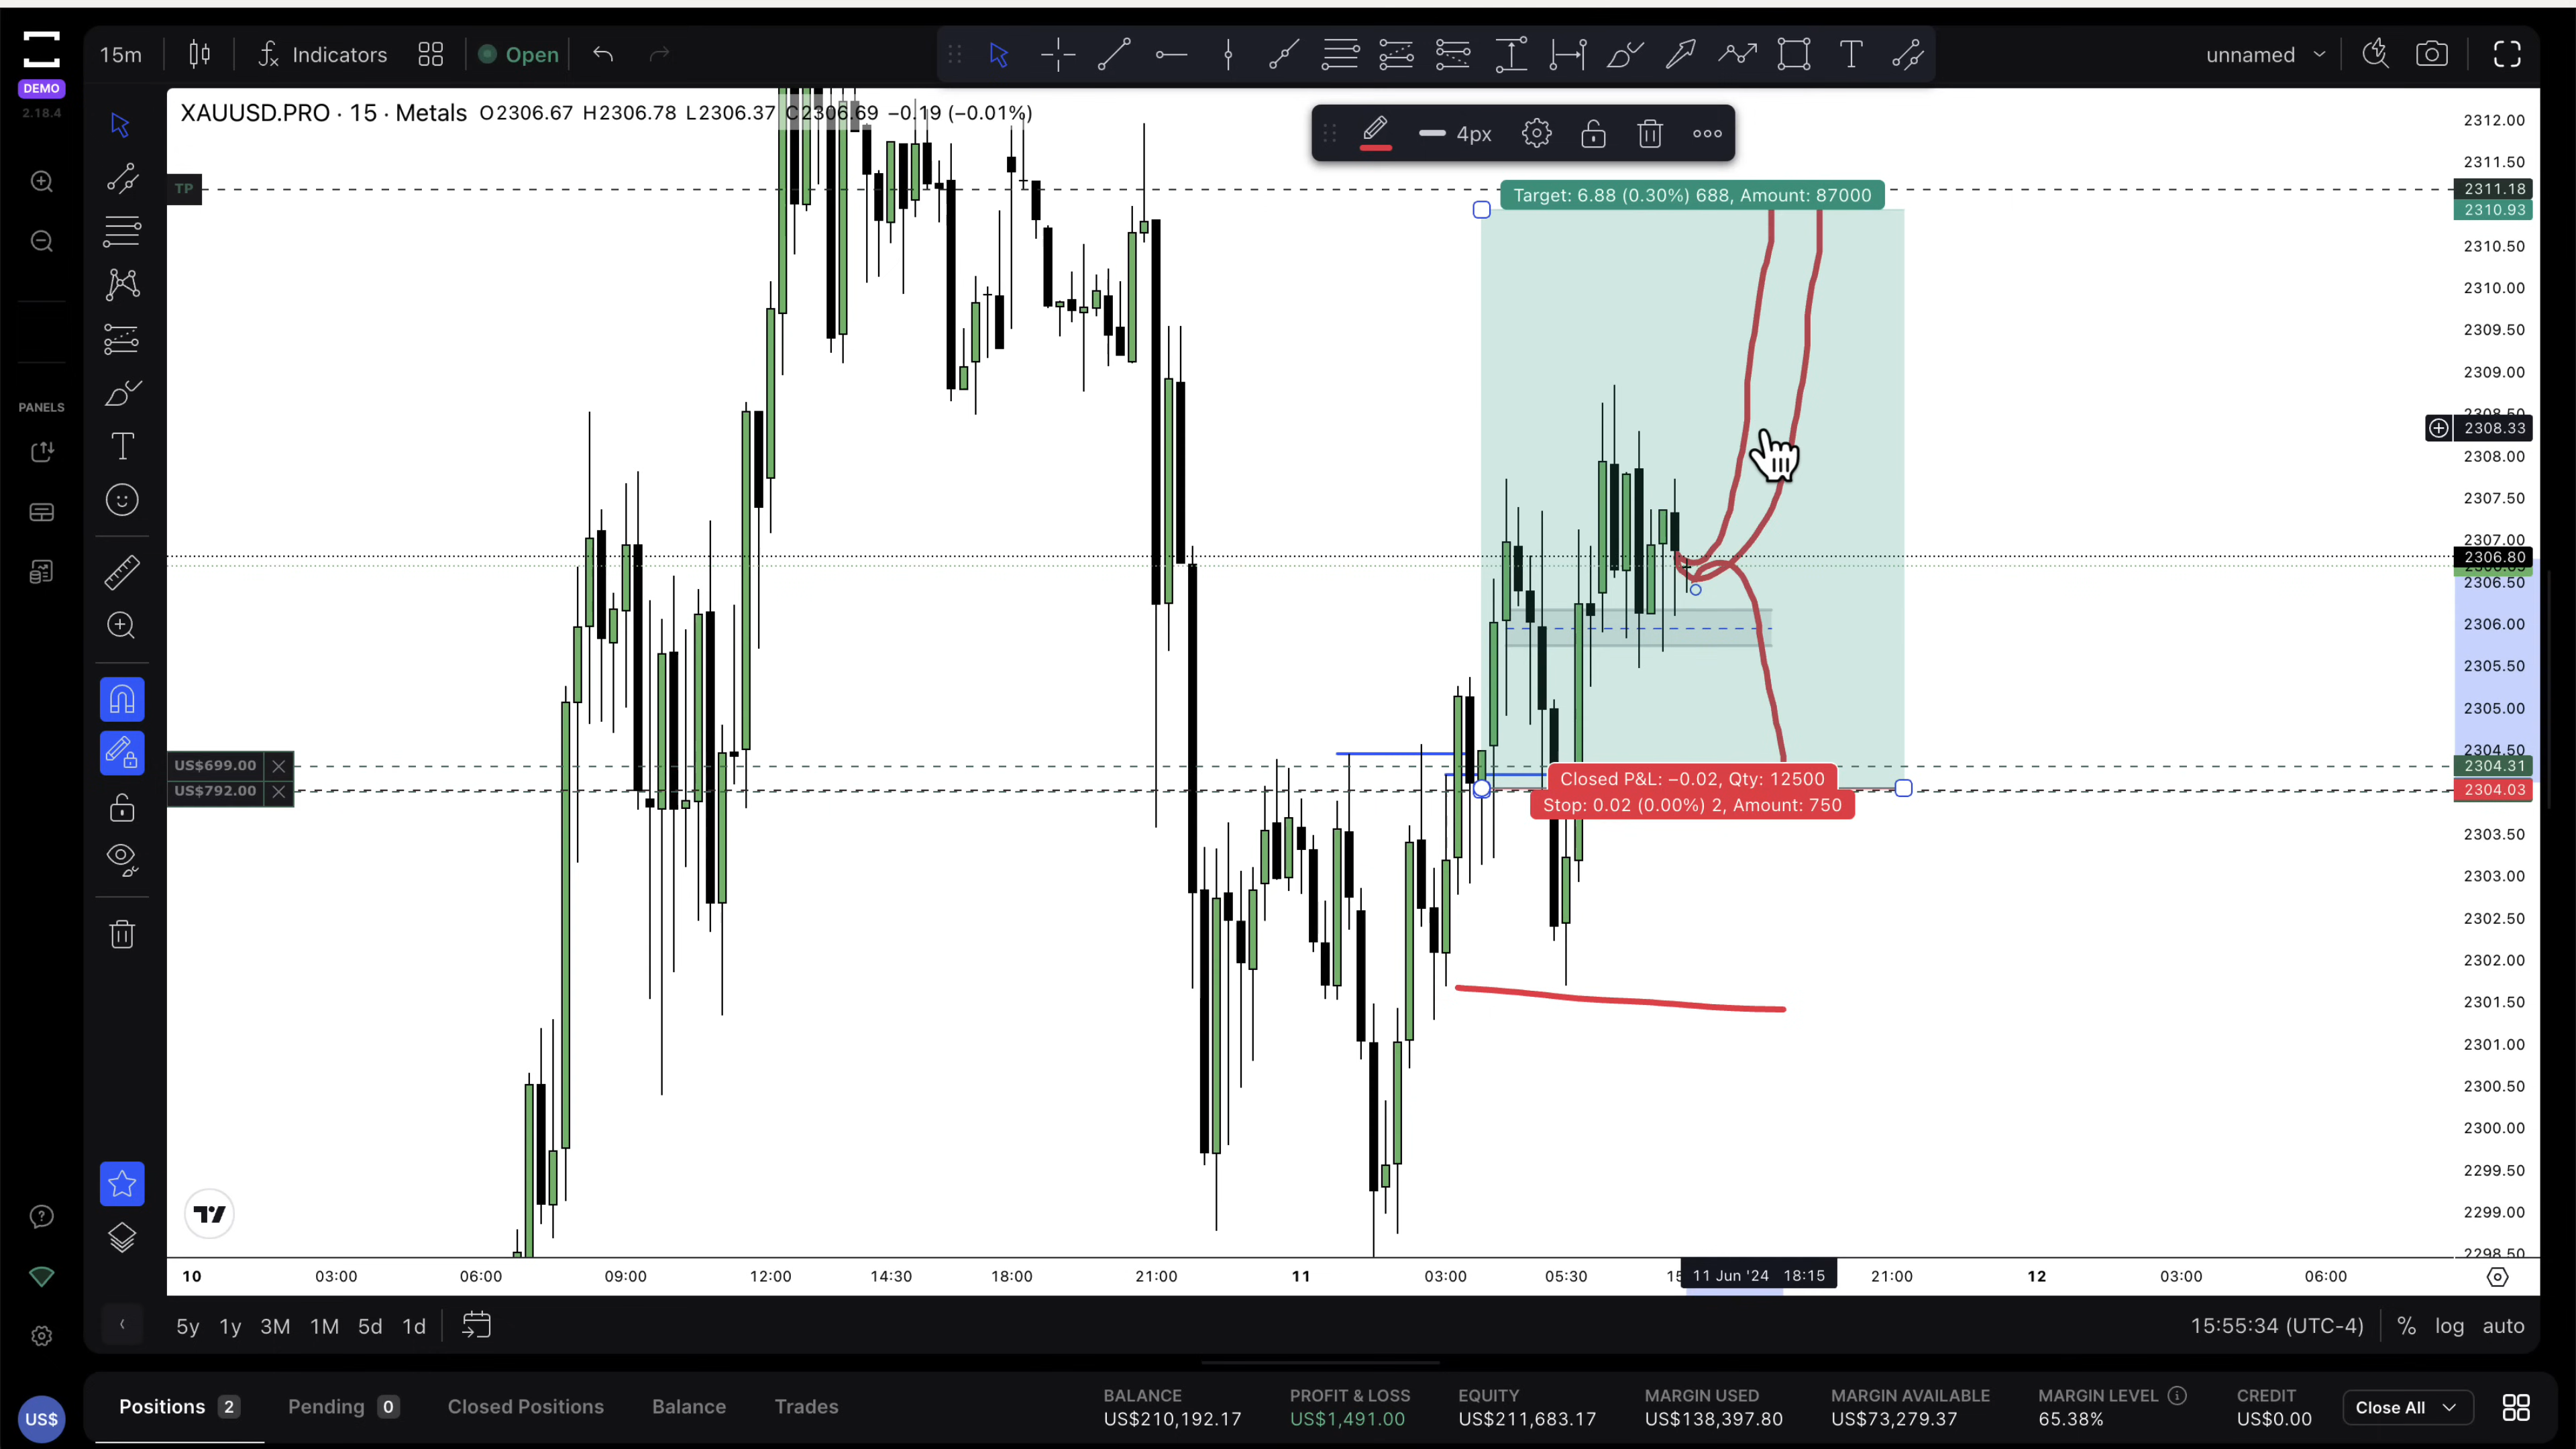 15m Indicators Open unnamed
DEMO
2.18.4
XAUUSD.PRO · 15 · Metals O2306.67 H2306.78 L2306.37 C2306.69 −0.19 (−0.01%)
4px
TP
Target: 6.88 (0.30%) 688, Amount: 87000
PANELS
2312.00
2311.50
2311.18
2310.93
2310.50
2310.00
2309.50
2309.00
2308.50
2308.33
2308.00
2307.50
2307.00
2306.80
2306.50
2306.00
2305.50
2305.00
2304.50
2304.31
2304.03
2303.50
2303.00
2302.50
2302.00
2301.50
2301.00
2300.50
2300.00
2299.50
2299.00
2298.50
US$699.00
US$792.00
Closed P&L: −0.02, Qty: 12500
Stop: 0.02 (0.00%) 2, Amount: 750
10 03:00 06:00 09:00 12:00 14:30 18:00 21:00 11 03:00 05:30 11 Jun '24 18:15 21:00 12 03:00 06:00
5y 1y 3M 1M 5d 1d 15:55:34 (UTC-4) % log auto
US$
Positions 2 Pending 0 Closed Positions Balance Trades
BALANCE PROFIT & LOSS EQUITY MARGIN USED MARGIN AVAILABLE MARGIN LEVEL CREDIT
US$210,192.17 US$1,491.00 US$211,683.17 US$138,397.80 US$73,279.37 65.38% US$0.00
Close All